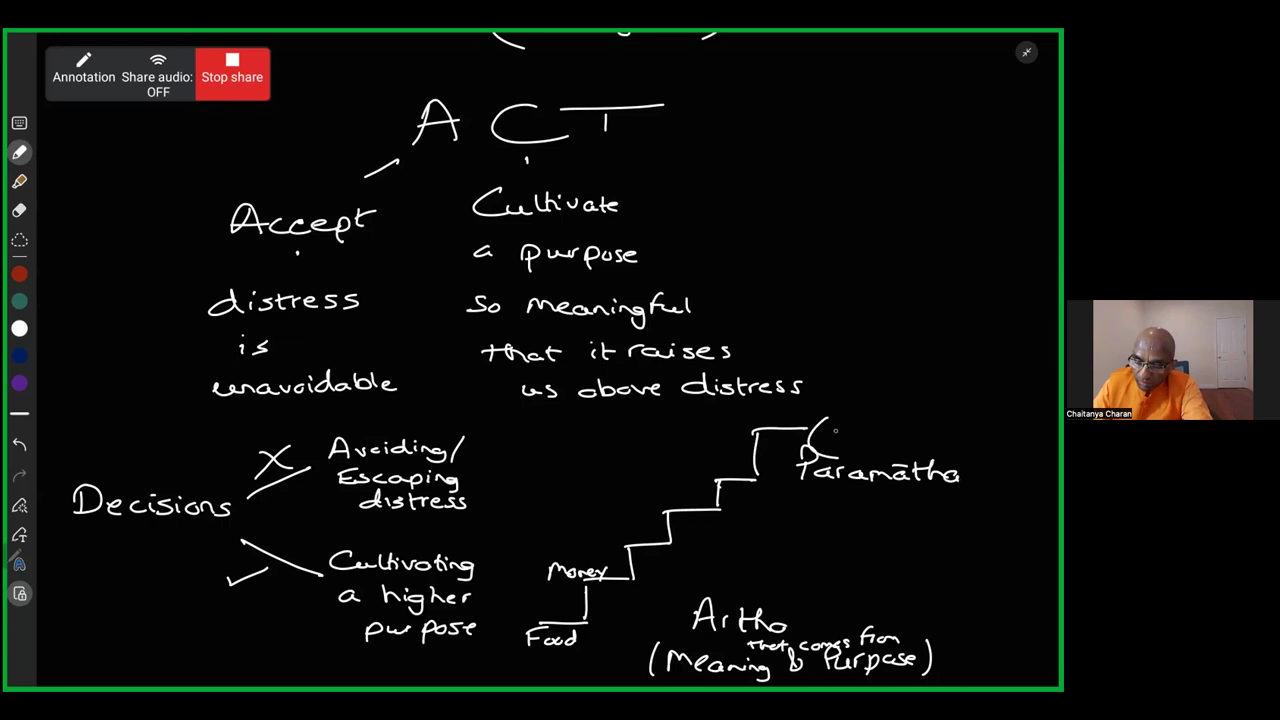 Annotation
Share audio:
OFF
Stop share
A C T
Accept
distress
is
unavoidable
Cultivate
a purpose
so meaningful
that it raises
us above distress
Decisions
Avoiding/
Escaping
distress
Cultivating
a higher
purpose
Paramātha
Money
Food
Artha
that comes from
(Meaning & Purpose)
Chaitanya Charan